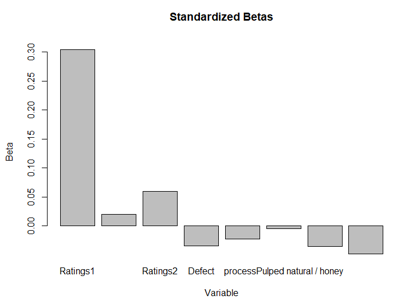 Standardized Betas
0.30
0.25
0.20
0.15
0.10
0.05
0.00
Beta
Ratings1 Ratings2 Defect processPulped natural / honey
Variable